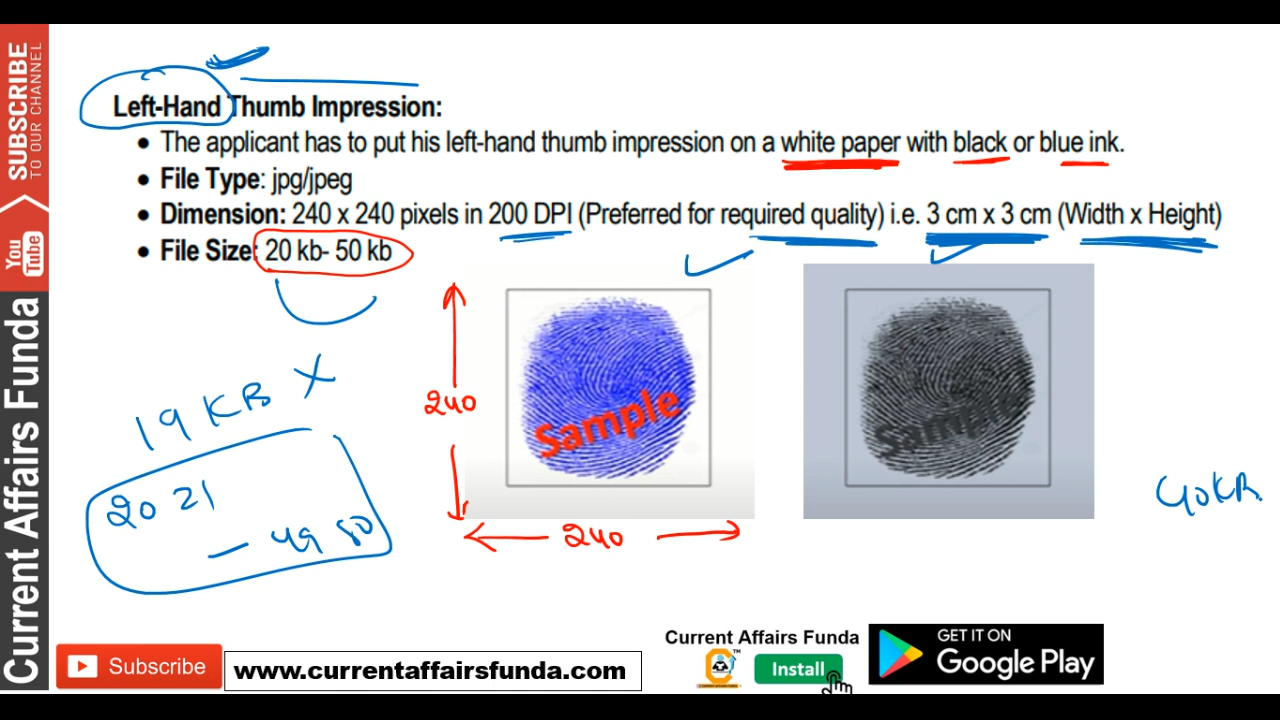 SUBSCRIBE
TO OUR CHANNEL
You
Tube
Current Affairs Funda
Left-Hand Thumb Impression:
• The applicant has to put his left-hand thumb impression on a white paper with black or blue ink.
• File Type: jpg/jpeg
• Dimension: 240 x 240 pixels in 200 DPI (Preferred for required quality) i.e. 3 cm x 3 cm (Width x Height)
• File Size: 20 kb- 50 kb
19 KB X
20 21
- 49 50
240
240
Sample
Sample
40KB
Subscribe
www.currentaffairsfunda.com
Current Affairs Funda
TM
Install
GET IT ON
Google Play